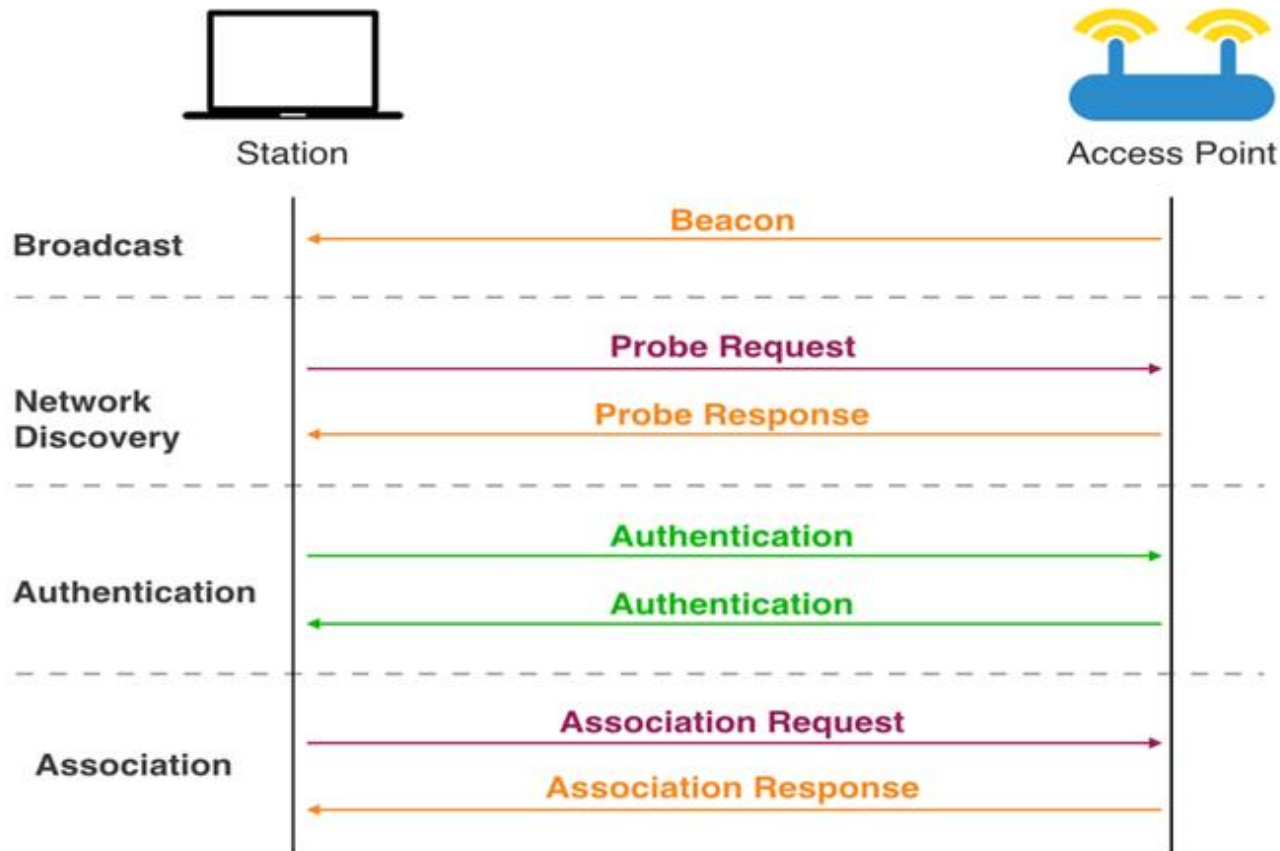 Station
Access Point
Broadcast
Beacon
Network
Discovery
Probe Request
Probe Response
Authentication
Authentication
Authentication
Association
Association Request
Association Response